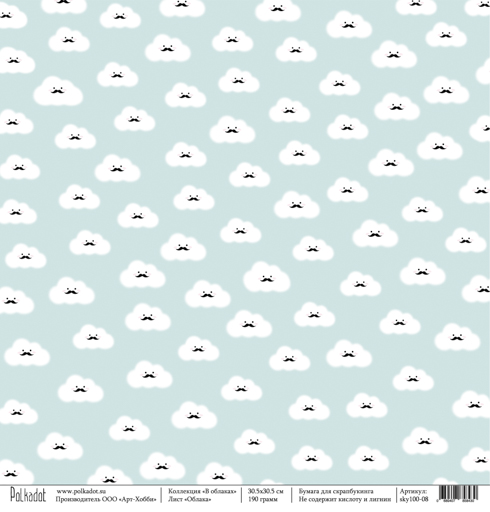 Polkadot
www.polkadot.su
Производитель ООО «Арт-Хобби»
Коллекция «В облаках»
Лист «Облака»
30.5x30.5 см
190 грамм
Бумага для скрапбукинга
Не содержит кислоту и лигнин
Артикул:
sky100-08